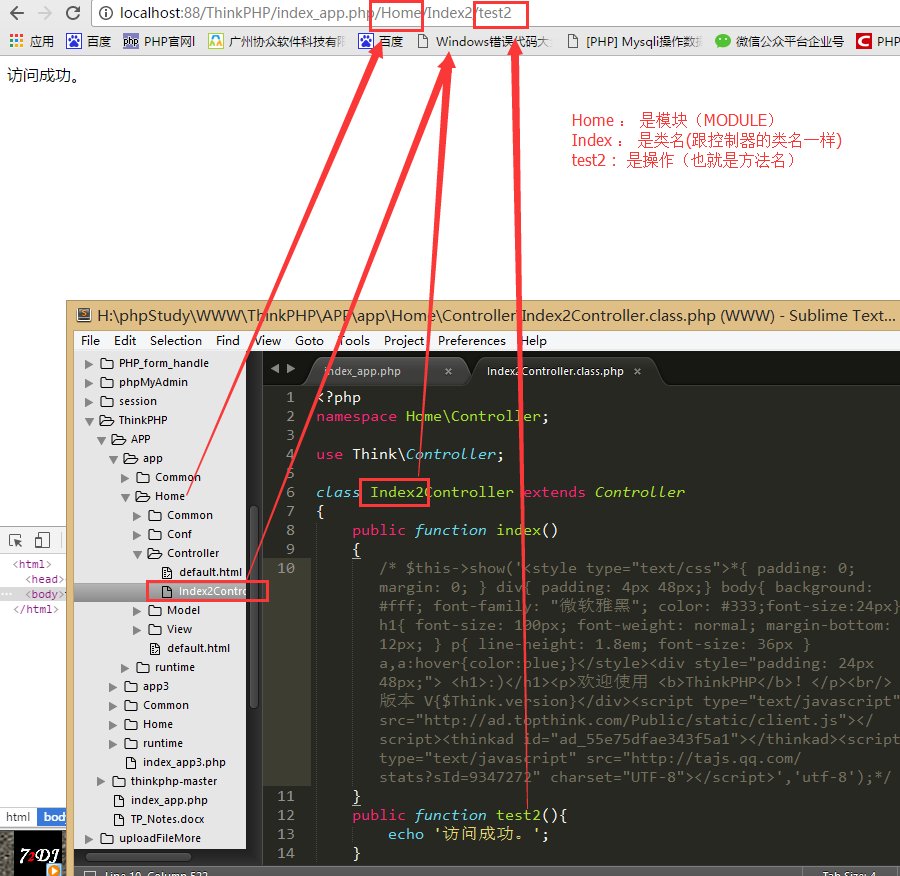 localhost:88/ThinkPHP/index_app.php/Home/Index2/test2
应用 百度 php PHP官网 广州协众软件科技有限 百度 Windows错误代码大 [PHP] Mysqli操作数据 微信公众平台企业号 C PHP
访问成功。
Home : 是模块（MODULE）
Index : 是类名(跟控制器的类名一样)
test2 : 是操作（也就是方法名）
H:\phpStudy\WWW\ThinkPHP\APP\app\Home\Controller\Index2Controller.class.php (WWW) - Sublime Text...
File Edit Selection Find View Goto Tools Project Preferences Help
PHP_form_handle
phpMyAdmin
session
ThinkPHP
APP
app
Common
Home
Common
Conf
Controller
default.html
Index2Contro
Model
View
default.html
runtime
app3
Common
Home
runtime
index_app3.php
thinkphp-master
index_app.php
TP_Notes.docx
uploadFileMore
index_app.php × Index2Controller.class.php ×
1 <?php
2 namespace Home\Controller;
3
4 use Think\Controller;
5
6 class Index2Controller extends Controller
7 {
8 public function index()
9 {
10 /* $this->show('<style type="text/css">*{ padding: 0;
margin: 0; } div{ padding: 4px 48px;} body{ background:
#fff; font-family: "微软雅黑"; color: #333;font-size:24px}
h1{ font-size: 100px; font-weight: normal; margin-bottom:
12px; } p{ line-height: 1.8em; font-size: 36px }
a,a:hover{color:blue;}</style><div style="padding: 24px
48px;"> <h1>:)</h1><p>欢迎使用 <b>ThinkPHP</b>！</p><br/>
版本 V{$Think.version}</div><script type="text/javascript"
src="http://ad.topthink.com/Public/static/client.js"></
script><thinkad id="ad_55e75dfae343f5a1"></thinkad><script
type="text/javascript" src="http://tajs.qq.com/
stats?sId=9347272" charset="UTF-8"></script>','utf-8');*/
11 }
12 public function test2(){
13 echo '访问成功。';
14 }
<html>
<head>
<body>
</html>
html body
72DJ
Line 10, Column 522 Tab Size: 4